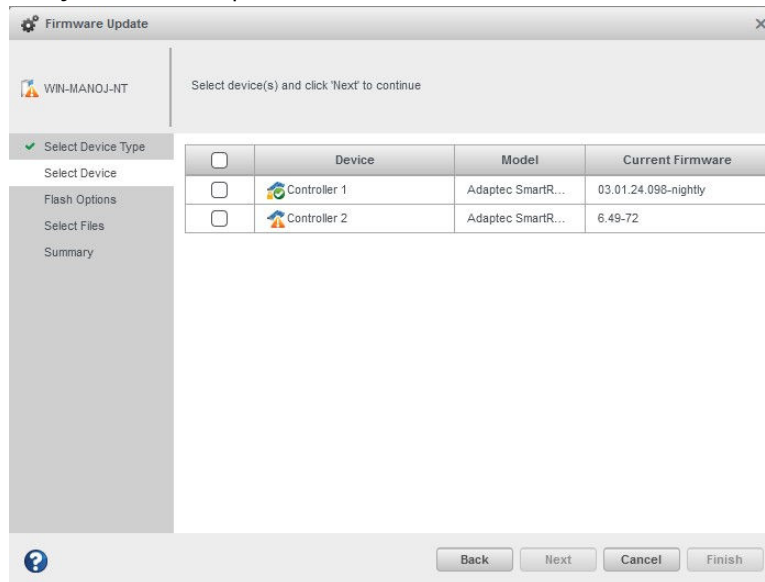 Firmware Update
WIN-MANOJ-NT
Select device(s) and click 'Next' to continue
Select Device Type
Select Device
Flash Options
Select Files
Summary
Device Model Current Firmware
Controller 1 Adaptec SmartR... 03.01.24.098-nightly
Controller 2 Adaptec SmartR... 6.49-72
?
Back Next Cancel Finish